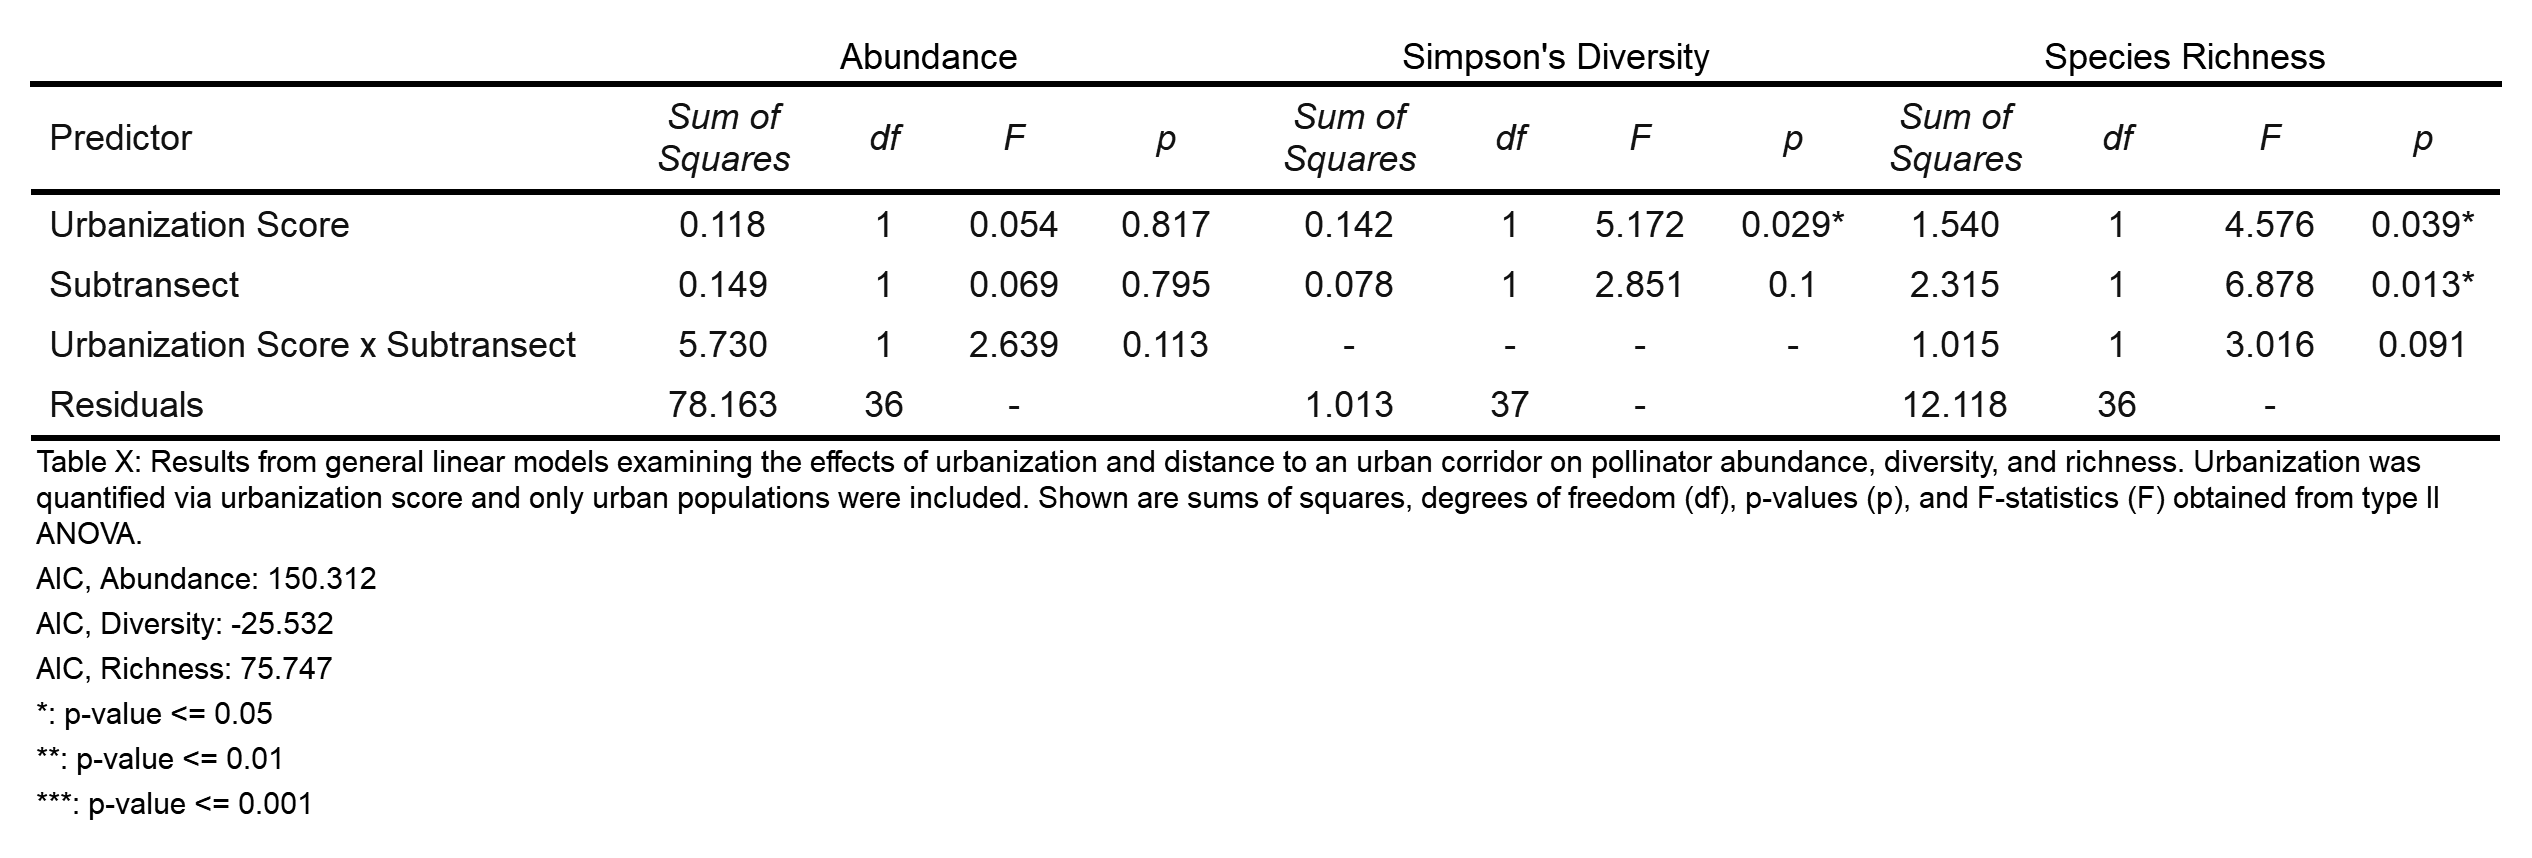 Abundance Simpson's Diversity Species Richness
Predictor Sum of Squares df F p Sum of Squares df F p Sum of Squares df F p
Urbanization Score 0.118 1 0.054 0.817 0.142 1 5.172 0.029* 1.540 1 4.576 0.039*
Subtransect 0.149 1 0.069 0.795 0.078 1 2.851 0.1 2.315 1 6.878 0.013*
Urbanization Score x Subtransect 5.730 1 2.639 0.113 - - - - 1.015 1 3.016 0.091
Residuals 78.163 36 - 1.013 37 - 12.118 36 -
Table X: Results from general linear models examining the effects of urbanization and distance to an urban corridor on pollinator abundance, diversity, and richness. Urbanization was
quantified via urbanization score and only urban populations were included. Shown are sums of squares, degrees of freedom (df), p-values (p), and F-statistics (F) obtained from type II
ANOVA.
AIC, Abundance: 150.312
AIC, Diversity: -25.532
AIC, Richness: 75.747
*: p-value <= 0.05
**: p-value <= 0.01
***: p-value <= 0.001